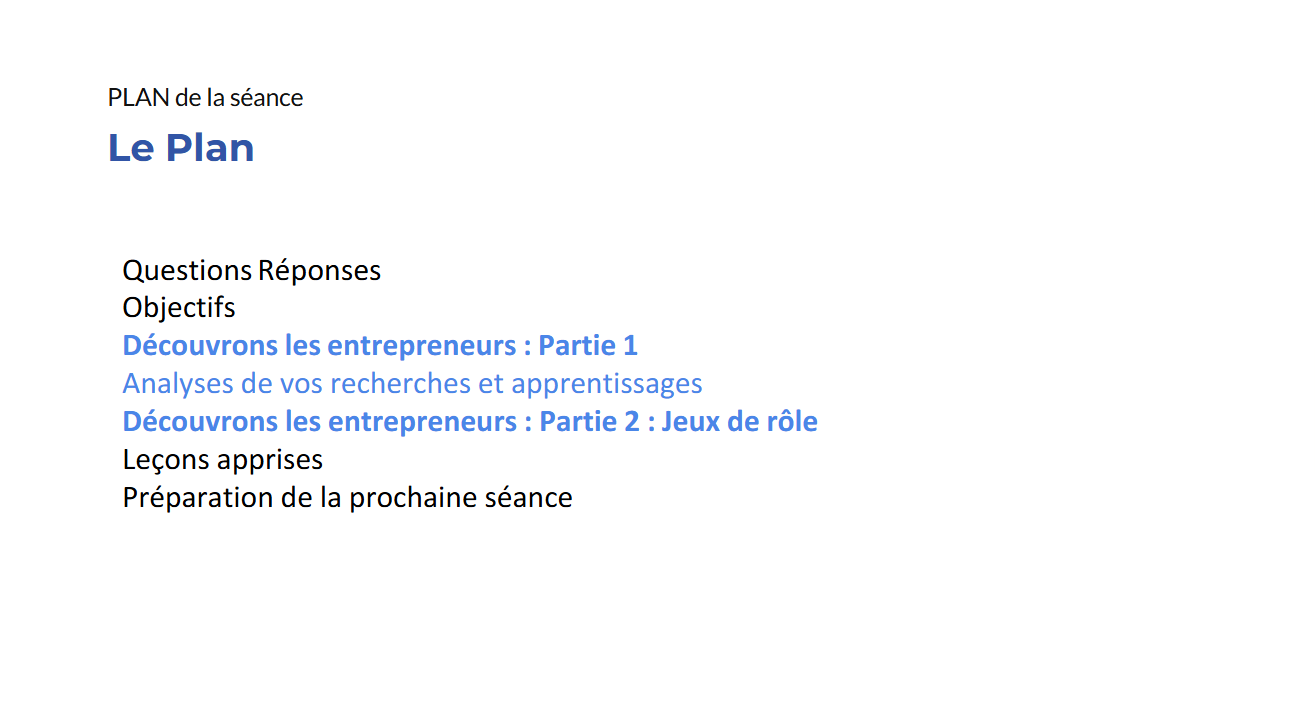 PLAN de la séance
Le Plan
Questions Réponses
Objectifs
Découvrons les entrepreneurs : Partie 1
Analyses de vos recherches et apprentissages
Découvrons les entrepreneurs : Partie 2 : Jeux de rôle
Leçons apprises
Préparation de la prochaine séance